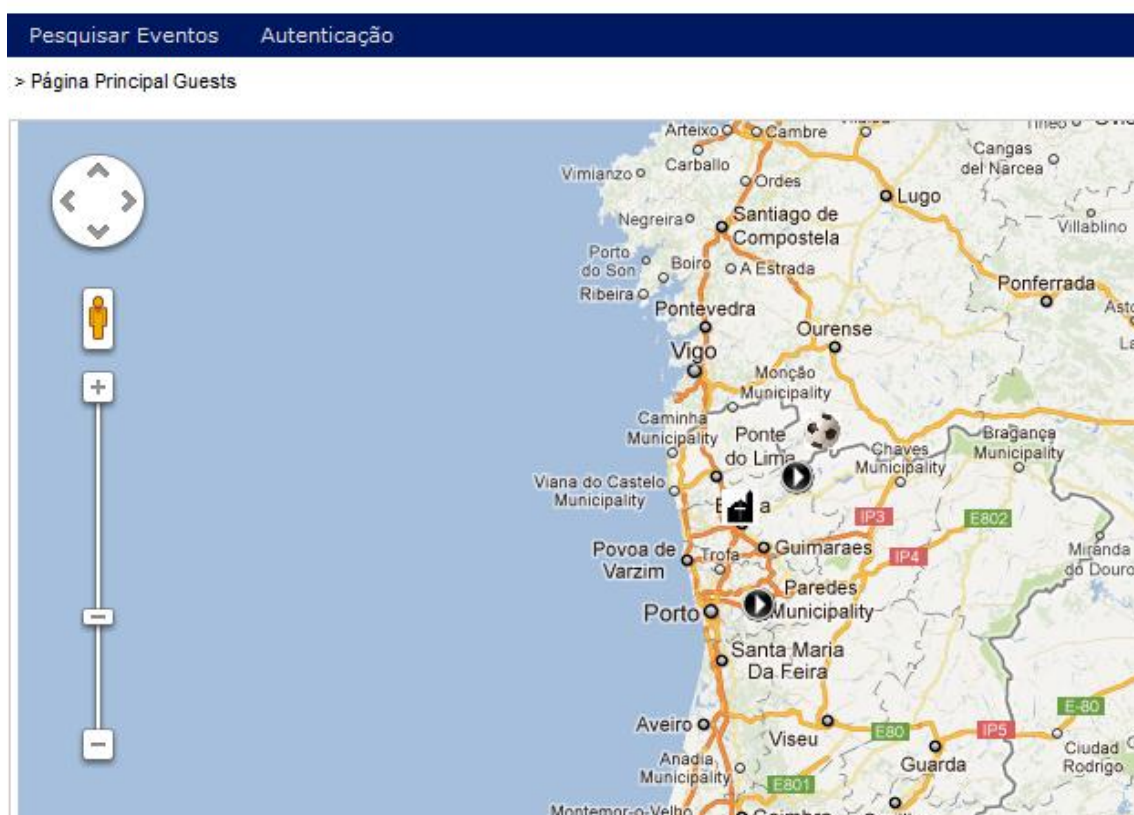 Pesquisar Eventos Autenticação
> Página Principal Guests
Arteixo
Cambre
Cangas
del Narcea
Carballo
Vimianzo
Ordes
Lugo
Negreira
Santiago de
Compostela
Villablino
Porto
do Son
Boiro
A Estrada
Ribeira
Ponferrada
Pontevedra
Ourense
Vigo
Monção
Municipality
Caminha
Municipality
Ponte
do Lima
Chaves
Municipality
Bragança
Municipality
Viana do Castelo
Municipality
IP3
E802
Povoa de
Varzim
Trofa
Guimaraes
IP4
Miranda
do Douro
Paredes
Municipality
Porto
Santa Maria
Da Feira
E-80
Aveiro
Viseu
E80
IP5
Ciudad
Rodrigo
Guarda
Anadia
Municipality
E801
Montemor-o-Velho